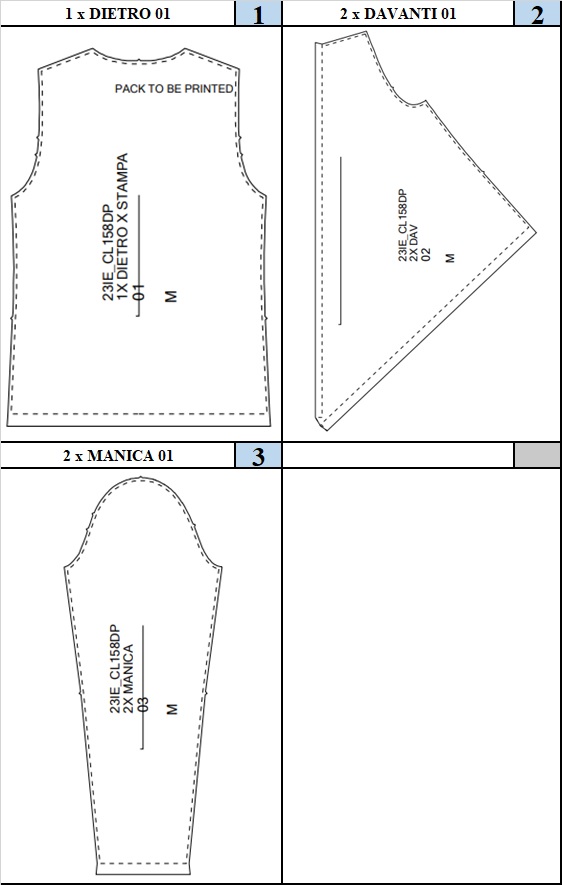 1 x DIETRO 01
1
PACK TO BE PRINTED
23IE_CL158DP
1X DIETRO X STAMPA
01
M
2 x DAVANTI 01
2
23IE_CL158DP
2X DAV
02
M
2 x MANICA 01
3
23IE_CL158DP
2X MANICA
03
M